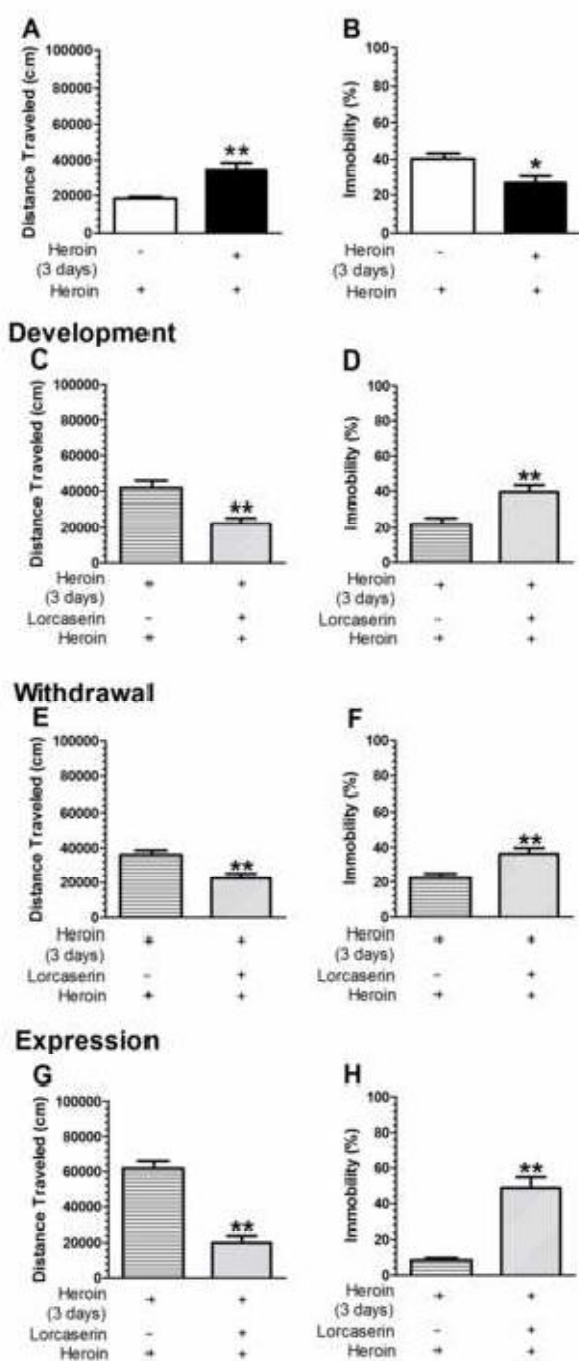 A
B
Distance Traveled (cm)
100000
80000
60000
40000
20000
0
**
Immobility (%)
100
80
60
40
20
0
*
Heroin (3 days) - +
Heroin + +
Heroin (3 days) - +
Heroin + +
Development
C
D
Distance Traveled (cm)
100000
80000
60000
40000
20000
0
**
Immobility (%)
100
80
60
40
20
0
**
Heroin (3 days) + +
Lorcaserin - +
Heroin + +
Heroin (3 days) + +
Lorcaserin - +
Heroin + +
Withdrawal
E
F
Distance Traveled (cm)
100000
80000
60000
40000
20000
0
**
Immobility (%)
100
80
60
40
20
0
**
Heroin (3 days) + +
Lorcaserin - +
Heroin + +
Heroin (3 days) + +
Lorcaserin - +
Heroin + +
Expression
G
H
Distance Traveled (cm)
100000
80000
60000
40000
20000
0
**
Immobility (%)
100
80
60
40
20
0
**
Heroin (3 days) + +
Lorcaserin - +
Heroin + +
Heroin (3 days) + +
Lorcaserin - +
Heroin + +